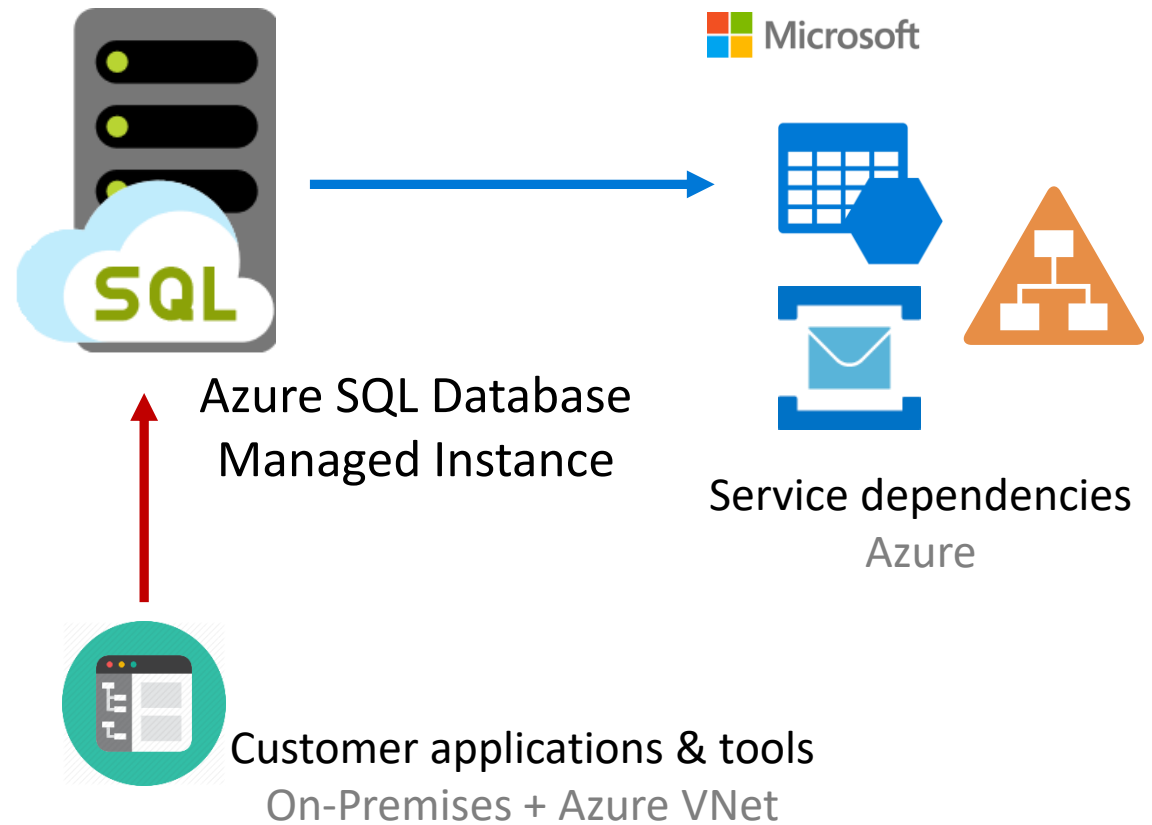 Microsoft
SQL
Azure SQL Database
Managed Instance
Service dependencies
Azure
Customer applications & tools
On-Premises + Azure VNet